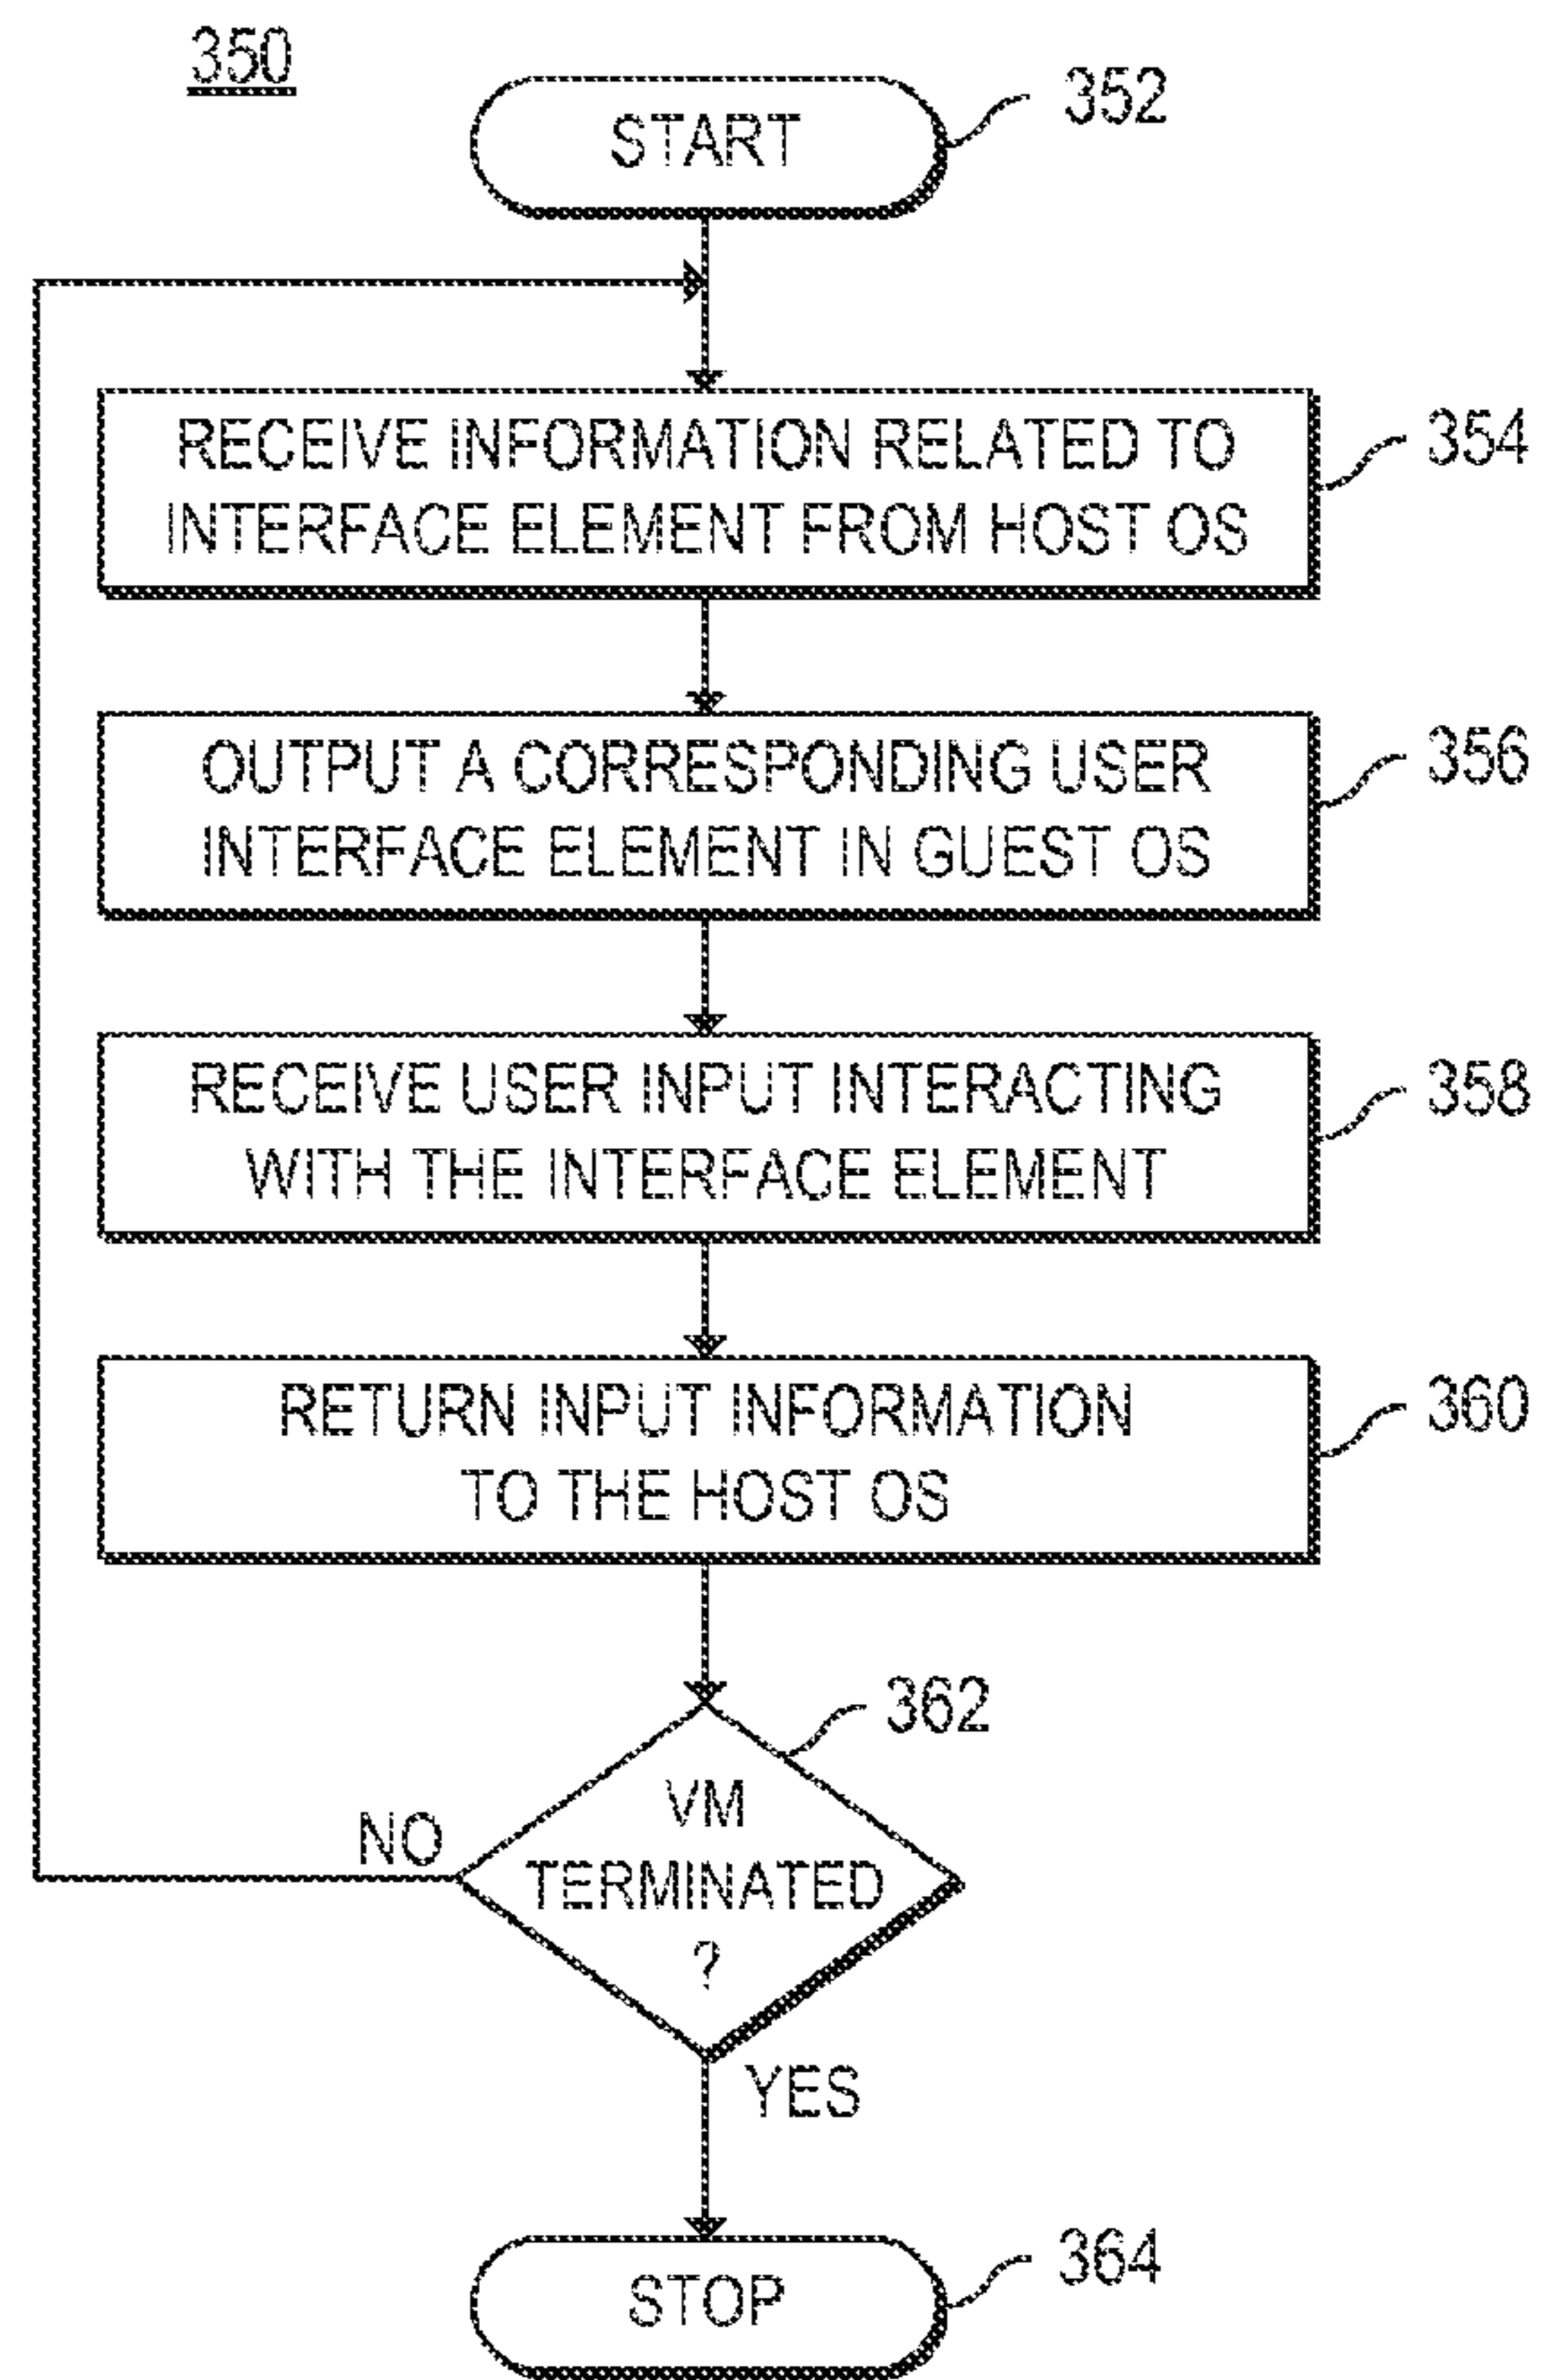 350
START
352
RECEIVE INFORMATION RELATED TO
INTERFACE ELEMENT FROM HOST OS
354
OUTPUT A CORRESPONDING USER
INTERFACE ELEMENT IN GUEST OS
356
RECEIVE USER INPUT INTERACTING
WITH THE INTERFACE ELEMENT
358
RETURN INPUT INFORMATION
TO THE HOST OS
360
362
VM
TERMINATED
?
NO
YES
STOP
364